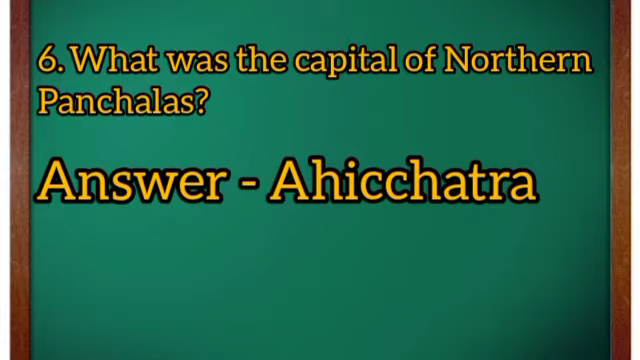 6. What was the capital of Northern
Panchalas?
Answer - Ahicchatra